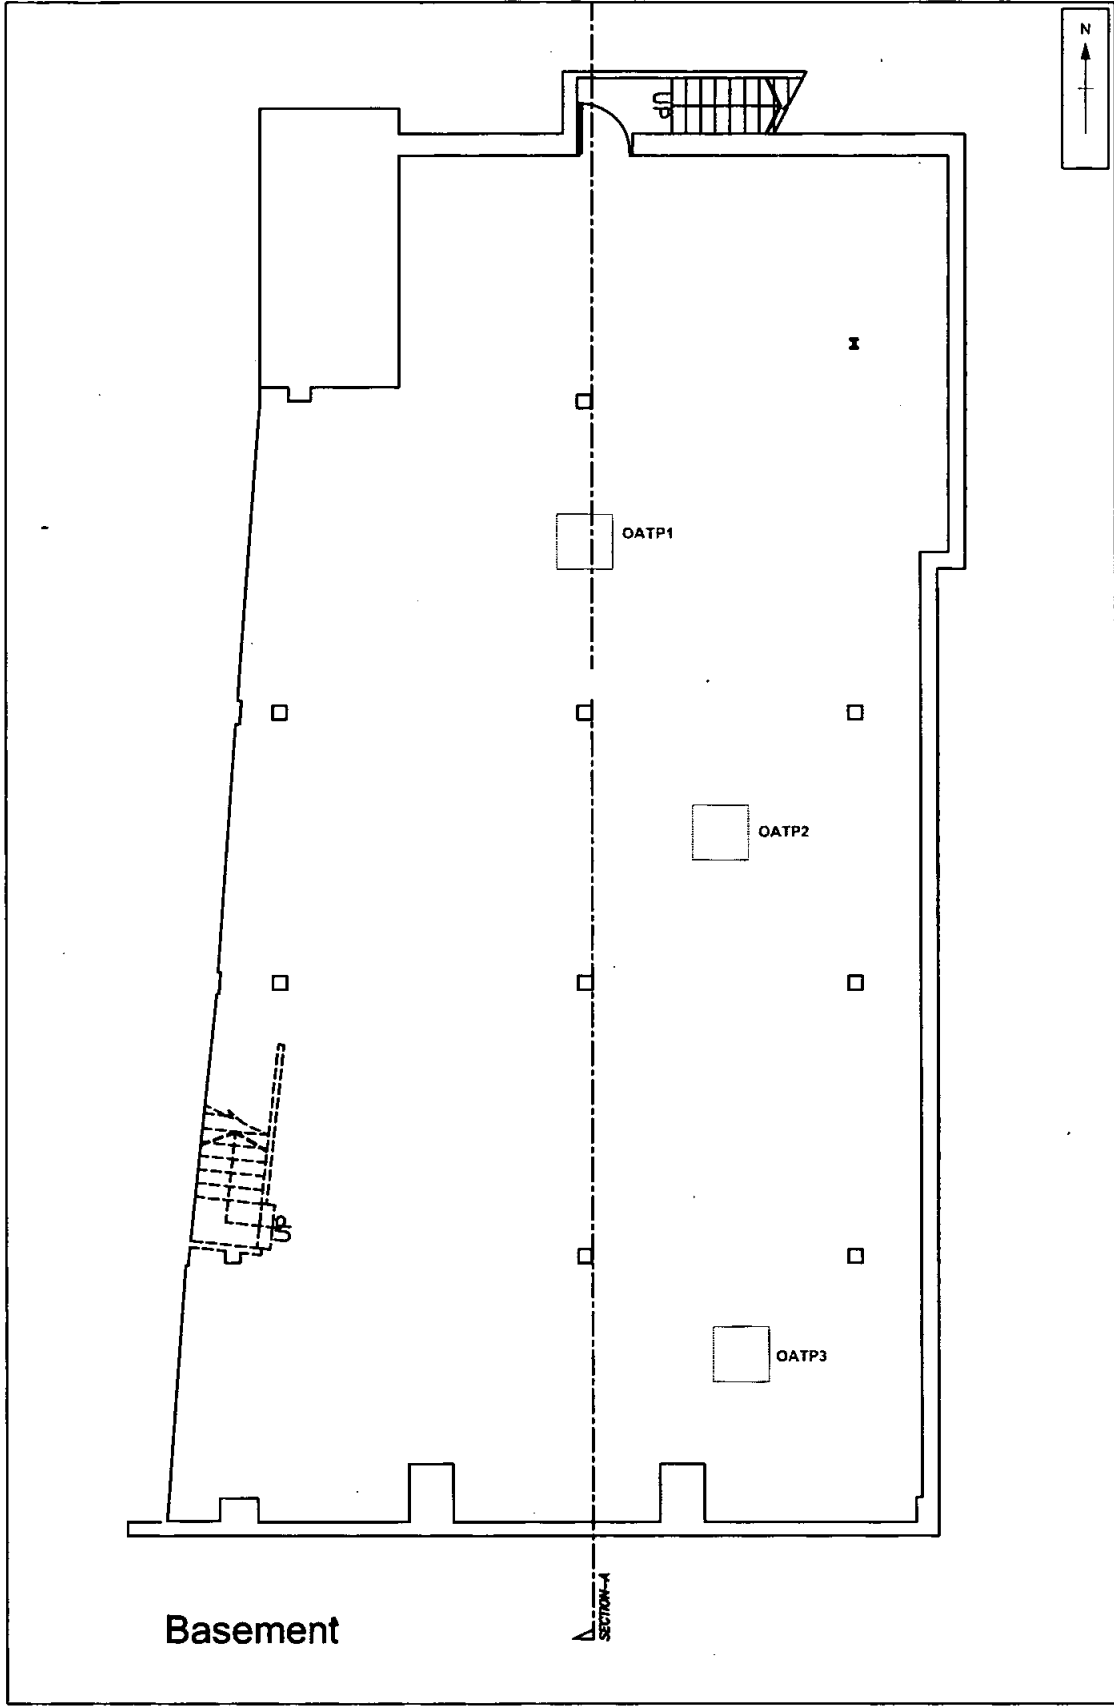 N
up
OATP1
OATP2
OATP3
up
SECTION-A
Basement